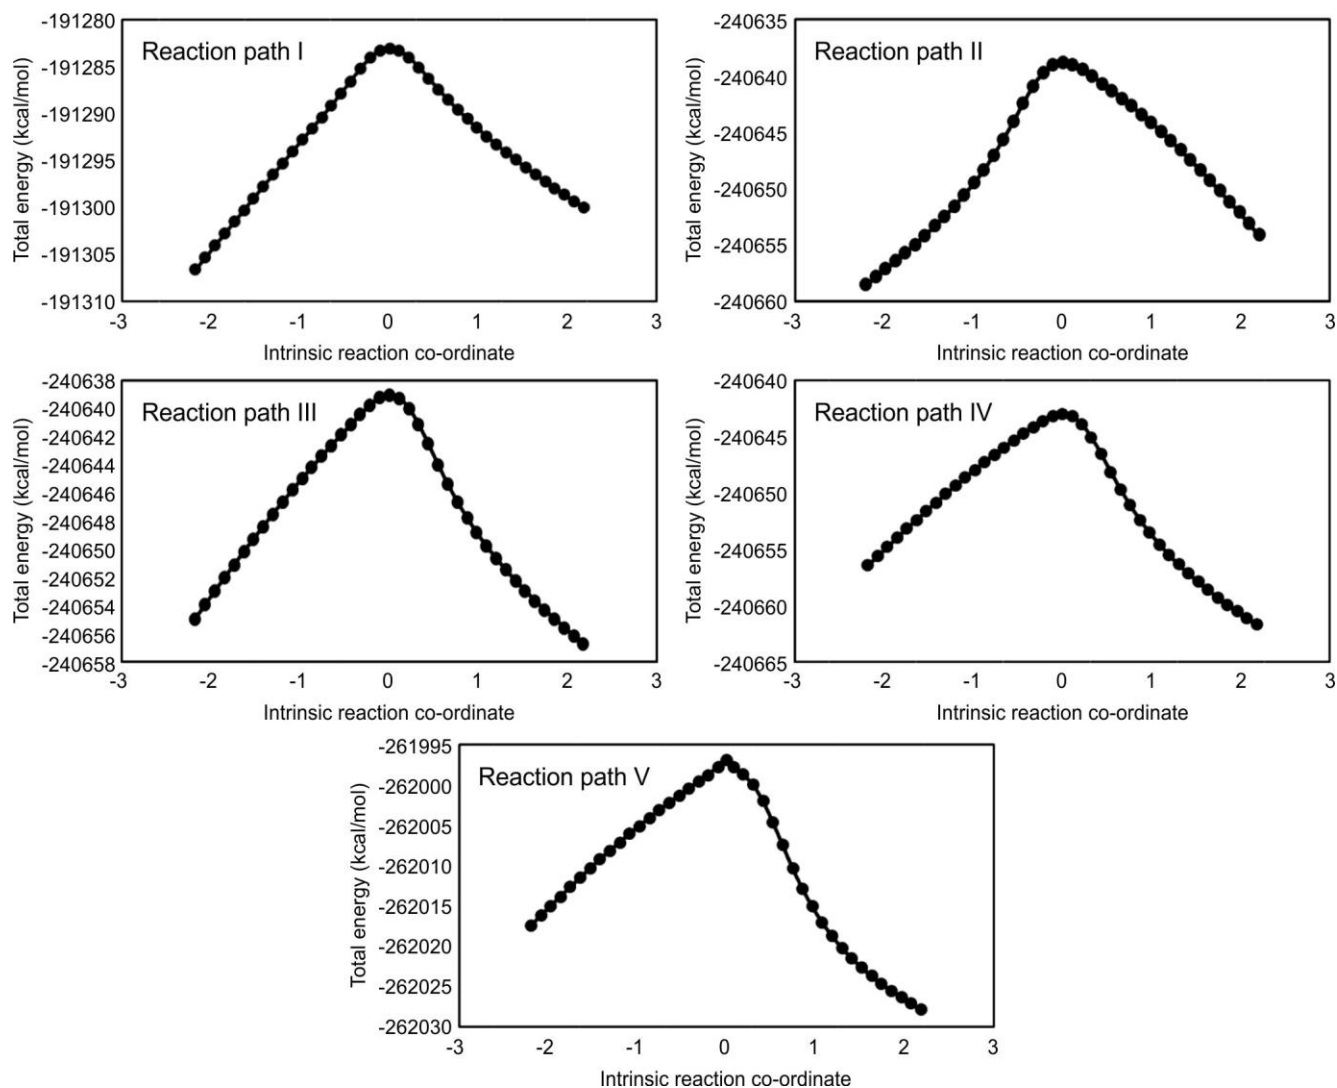 Reaction path I
Total energy (kcal/mol)
-191280
-191285
-191290
-191295
-191300
-191305
-191310
-3 -2 -1 0 1 2 3
Intrinsic reaction co-ordinate
Reaction path II
Total energy (kcal/mol)
-240635
-240640
-240645
-240650
-240655
-240660
-3 -2 -1 0 1 2 3
Intrinsic reaction co-ordinate
Reaction path III
Total energy (kcal/mol)
-240638
-240640
-240642
-240644
-240646
-240648
-240650
-240652
-240654
-240656
-240658
-3 -2 -1 0 1 2 3
Intrinsic reaction co-ordinate
Reaction path IV
Total energy (kcal/mol)
-240640
-240645
-240650
-240655
-240660
-240665
-3 -2 -1 0 1 2 3
Intrinsic reaction co-ordinate
Reaction path V
Total energy (kcal/mol)
-261995
-262000
-262005
-262010
-262015
-262020
-262025
-262030
-3 -2 -1 0 1 2 3
Intrinsic reaction co-ordinate